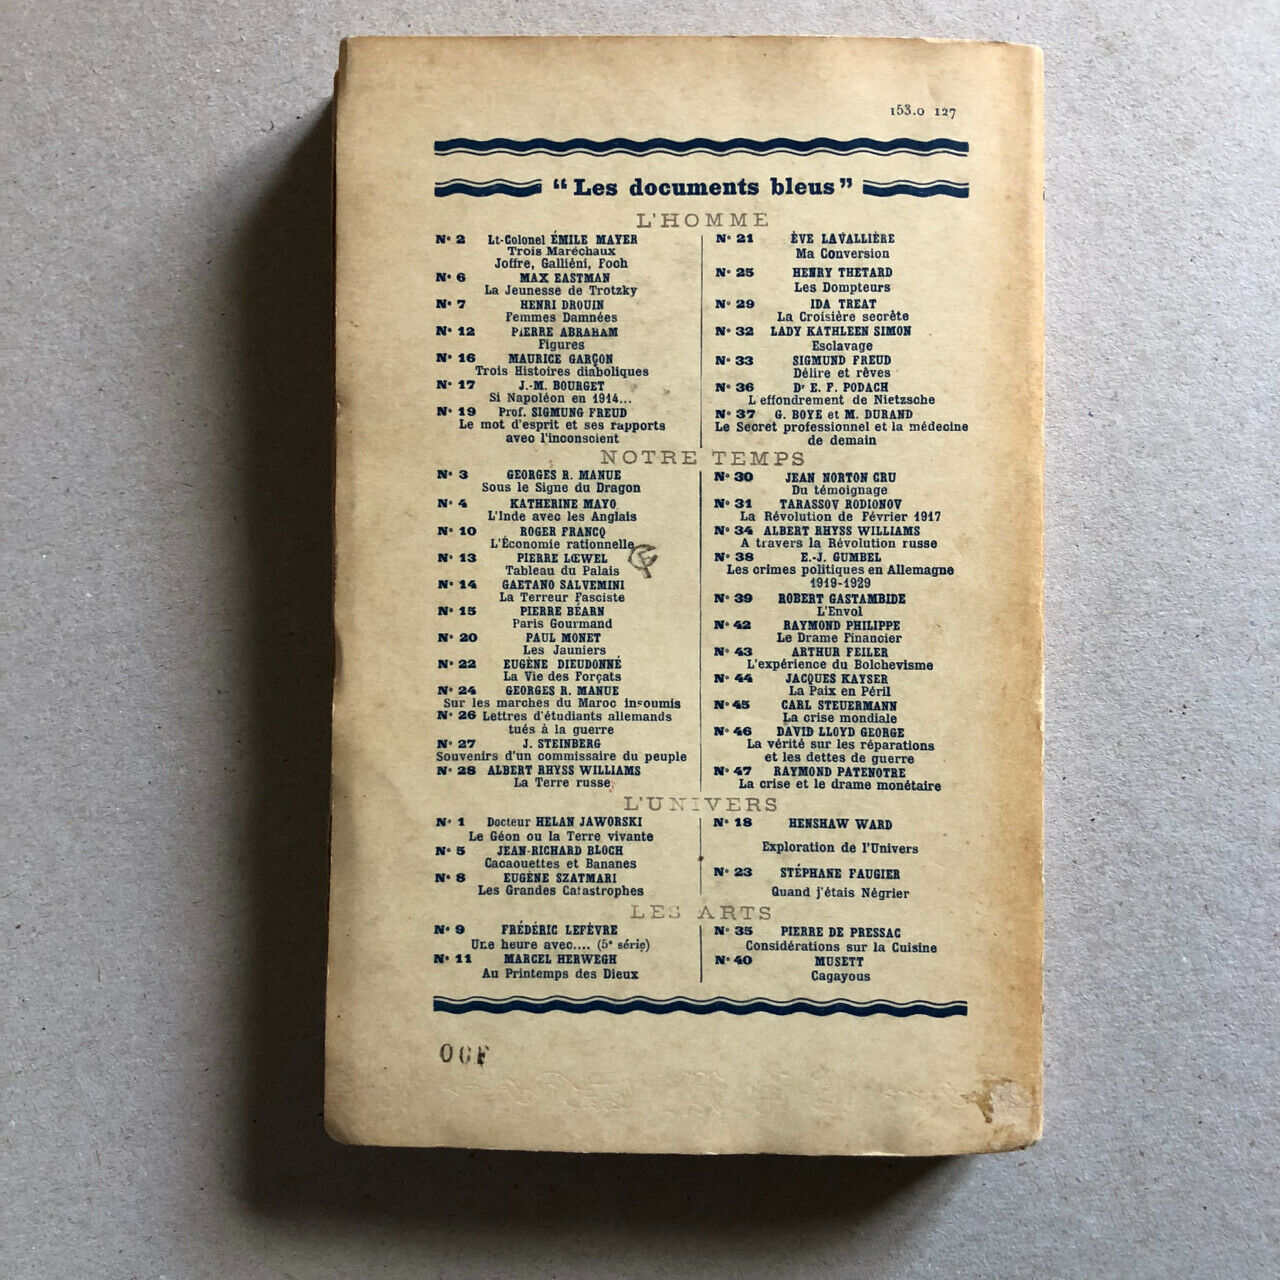 153.0 127
"Les documents bleus"
L'HOMME
N° 2 Lt-Colonel ÉMILE MAYER
Trois Maréchaux
Joffre, Galliéni, Foch
N° 6 MAX EASTMAN
La Jeunesse de Trotzky
N° 7 HENRI DROUIN
Femmes Damnées
N° 12 PIERRE ABRAHAM
Figures
N° 16 MAURICE GARÇON
Trois Histoires diaboliques
N° 17 J.-M. BOURGET
Si Napoléon en 1914...
N° 19 Prof. SIGMUNG FREUD
Le mot d'esprit et ses rapports
avec l'inconscient
N° 21 ÈVE LAVALLIÈRE
Ma Conversion
N° 25 HENRY THETARD
Les Dompteurs
N° 29 IDA TREAT
La Croisière secrète
N° 32 LADY KATHLEEN SIMON
Esclavage
N° 33 SIGMUND FREUD
Délire et rêves
N° 36 Dr E. F. PODACH
L'effondrement de Nietzsche
N° 37 G. BOYE et M. DURAND
Le Secret professionnel et la médecine
de demain
NOTRE TEMPS
N° 3 GEORGES R. MANUE
Sous le Signe du Dragon
N° 4 KATHERINE MAYO
L'Inde avec les Anglais
N° 10 ROGER FRANCQ
L'Économie rationnelle
N° 13 PIERRE LŒWEL
Tableau du Palais
N° 14 GAETANO SALVEMINI
La Terreur Fasciste
N° 15 PIERRE BÉARN
Paris Gourmand
N° 20 PAUL MONET
Les Jauniers
N° 22 EUGÈNE DIEUDONNÉ
La Vie des Forçats
N° 24 GEORGES R. MANUE
Sur les marches du Maroc insoumis
N° 26 Lettres d'étudiants allemands
tués à la guerre
N° 27 J. STEINBERG
Souvenirs d'un commissaire du peuple
N° 28 ALBERT RHYSS WILLIAMS
La Terre russe
N° 30 JEAN NORTON CRU
Du témoignage
N° 31 TARASSOV RODIONOV
La Révolution de Février 1917
N° 34 ALBERT RHYSS WILLIAMS
A travers la Révolution russe
N° 38 E.-J. GUMBEL
Les crimes politiques en Allemagne
1919-1929
N° 39 ROBERT GASTAMBIDE
L'Envol
N° 42 RAYMOND PHILIPPE
Le Drame Financier
N° 43 ARTHUR FEILER
L'expérience du Bolchevisme
N° 44 JACQUES KAYSER
La Paix en Péril
N° 45 CARL STEUERMANN
La crise mondiale
N° 46 DAVID LLOYD GEORGE
La vérité sur les réparations
et les dettes de guerre
N° 47 RAYMOND PATENOTRE
La crise et le drame monétaire
L'UNIVERS
N° 1 Docteur HELAN JAWORSKI
Le Géon ou la Terre vivante
N° 5 JEAN-RICHARD BLOCH
Cacaouettes et Bananes
N° 8 EUGÈNE SZATMARI
Les Grandes Catastrophes
N° 18 HENSHAW WARD
Exploration de l'Univers
N° 23 STÉPHANE FAUGIER
Quand j'étais Négrier
LES ARTS
N° 9 FRÉDÉRIC LEFÈVRE
Une heure avec.... (5e série)
N° 11 MARCEL HERWEGH
Au Printemps des Dieux
N° 35 PIERRE DE PRESSAC
Considérations sur la Cuisine
N° 40 MUSETT
Cagayous